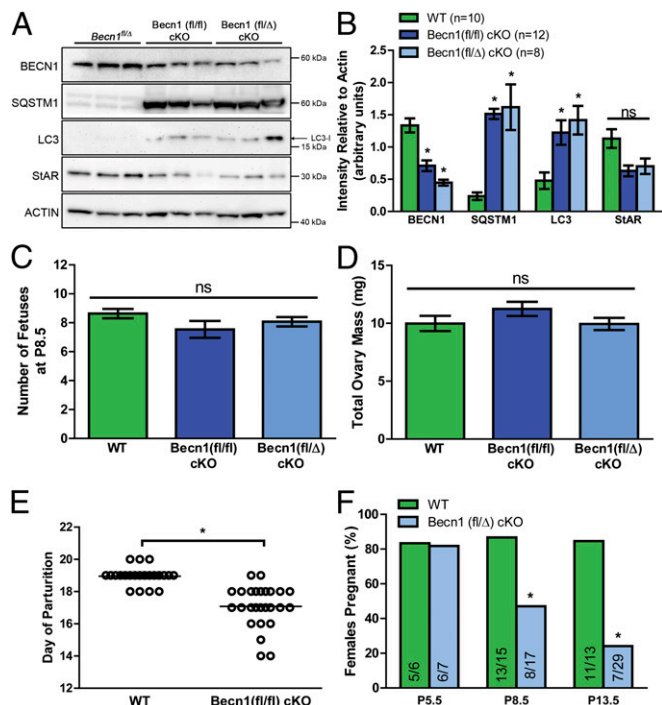 A
Becn1 fl/Δ
Becn1 (fl/fl) cKO
Becn1 (fl/Δ) cKO
BECN1
60 kDa
SQSTM1
60 kDa
LC3
LC3-I
15 kDa
StAR
30 kDa
ACTIN
40 kDa
B
WT (n=10)
Becn1(fl/fl) cKO (n=12)
Becn1(fl/Δ) cKO (n=8)
Intensity Relative to Actin
(arbitrary units)
2.5
2.0
1.5
1.0
0.5
0.0
* * * * * * ns
BECN1 SQSTM1 LC3 StAR
C
Number of Fetuses
at P8.5
10
8
6
4
2
0
ns
WT Becn1(fl/fl) Becn1(fl/Δ)
cKO cKO
D
Total Ovary Mass (mg)
15
10
5
0
ns
WT Becn1(fl/fl) Becn1(fl/Δ)
cKO cKO
E
Day of Parturition
22
20
18
16
14
12
*
WT Becn1(fl/fl) cKO
F
WT
Becn1 (fl/Δ) cKO
Females Pregnant (%)
100
80
60
40
20
0
* *
5/6 6/7 13/15 8/17 11/13 7/29
P5.5 P8.5 P13.5